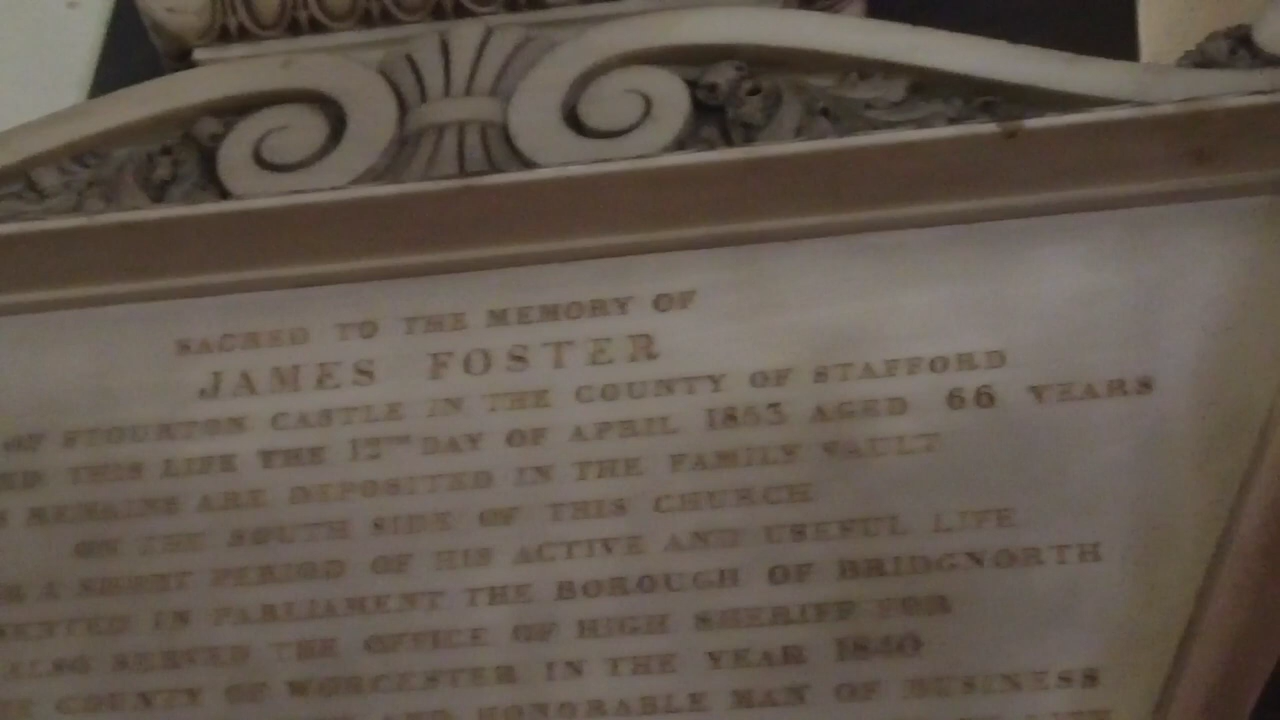 SACRED TO THE MEMORY OF
JAMES FOSTER
OF STOURTON CASTLE IN THE COUNTY OF STAFFORD
THIS LIFE THE 12TH DAY OF APRIL 1853 AGED 66 YEARS
REMAINS ARE DEPOSITED IN THE FAMILY VAULT
ON THE SOUTH SIDE OF THIS CHURCH
A SHORT PERIOD OF HIS ACTIVE AND USEFUL LIFE
IN PARLIAMENT THE BOROUGH OF BRIDGNORTH
ALSO SERVED THE OFFICE OF HIGH SHERIFF FOR
COUNTY OF WORCESTER IN THE YEAR 1840
AND HONORABLE MAN OF BUSINESS